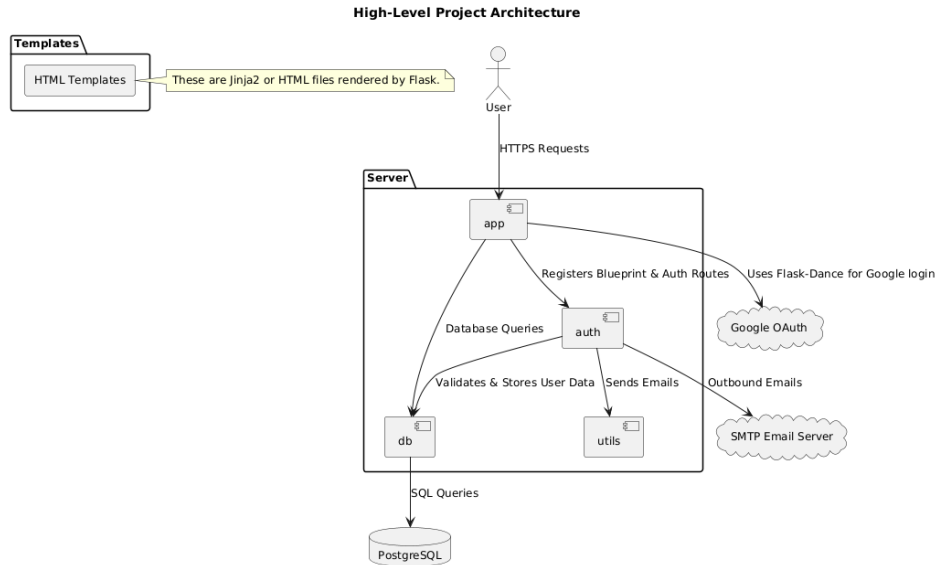 High-Level Project Architecture
Templates
HTML Templates
These are Jinja2 or HTML files rendered by Flask.
User
HTTPS Requests
Server
app
Registers Blueprint & Auth Routes
Uses Flask-Dance for Google login
Database Queries
auth
Google OAuth
Validates & Stores User Data
Sends Emails
Outbound Emails
db
utils
SMTP Email Server
SQL Queries
PostgreSQL